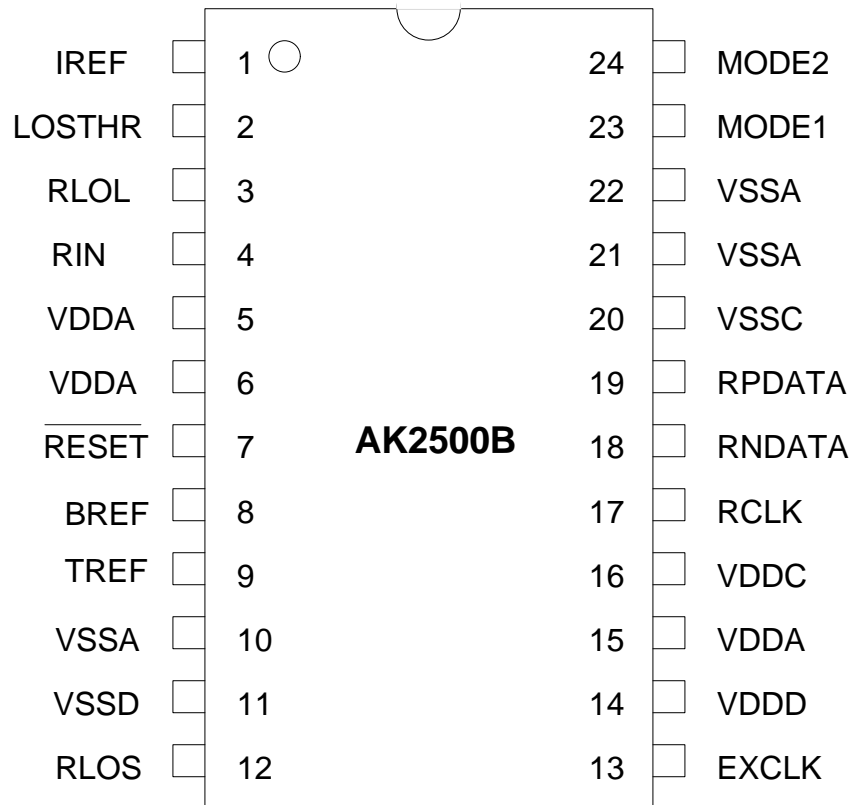 IREF 1 24 MODE2
LOSTHR 2 23 MODE1
RLOL 3 22 VSSA
RIN 4 21 VSSA
VDDA 5 20 VSSC
VDDA 6 19 RPDATA
RESET 7 AK2500B 18 RNDATA
BREF 8 17 RCLK
TREF 9 16 VDDC
VSSA 10 15 VDDA
VSSD 11 14 VDDD
RLOS 12 13 EXCLK